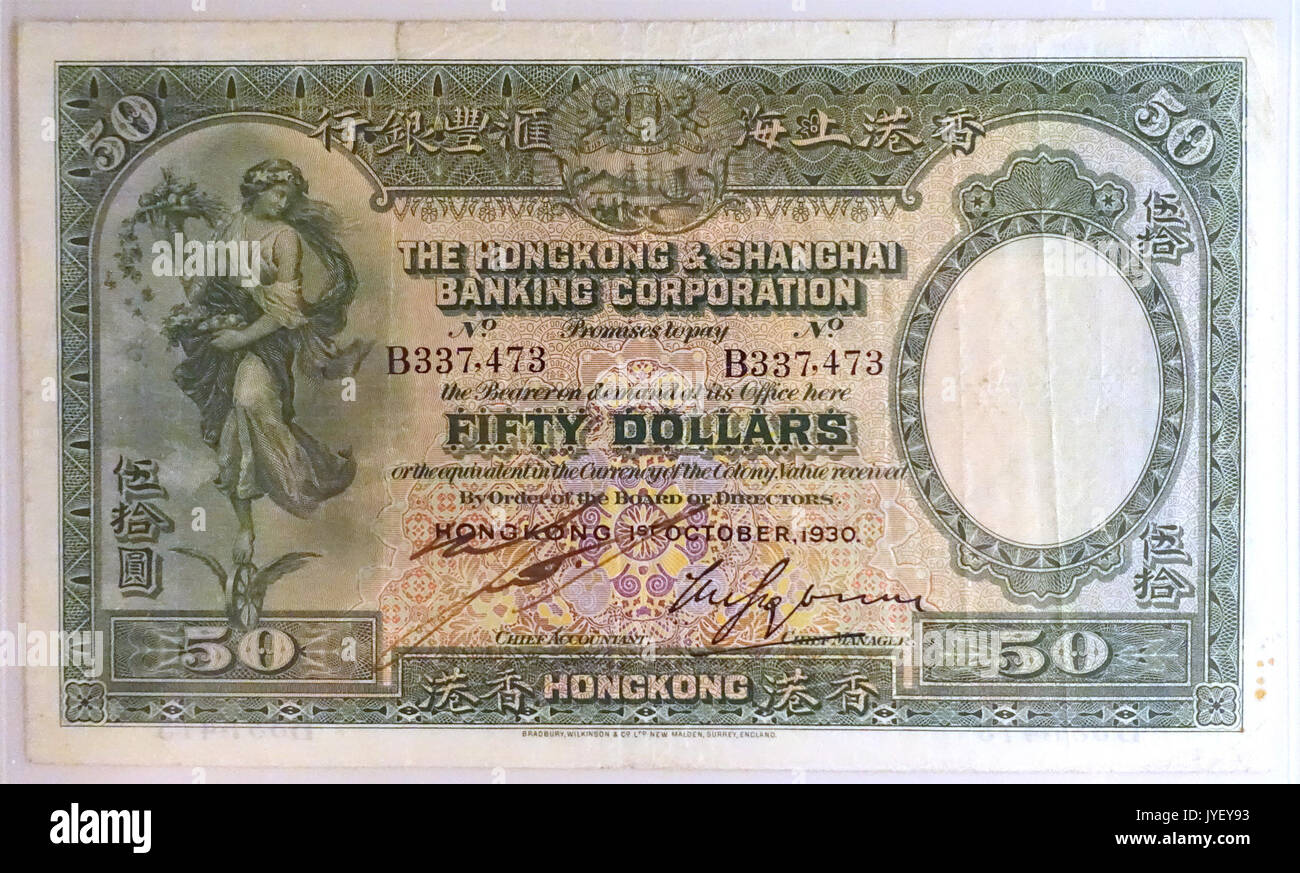 50
50
行銀豐滙 海上港香
伍拾
THE HONGKONG & SHANGHAI
BANKING CORPORATION
No. Promises to pay No.
B337,473 B337,473
the Bearer on demand at its Office here
FIFTY DOLLARS
or the equivalent in the Currency of the Colony Value received
By Order of the BOARD OF DIRECTORS.
HONGKONG 1ST OCTOBER, 1930.
伍拾圓
伍拾
CHIEF ACCOUNTANT. CHIEF MANAGER.
50
50
港香 HONGKONG 港香
BRADBURY, WILKINSON & Co. LTD. NEW MALDEN, SURREY, ENGLAND.
a alamy stock photo
alamy
Image ID: JYEY93
www.alamy.com